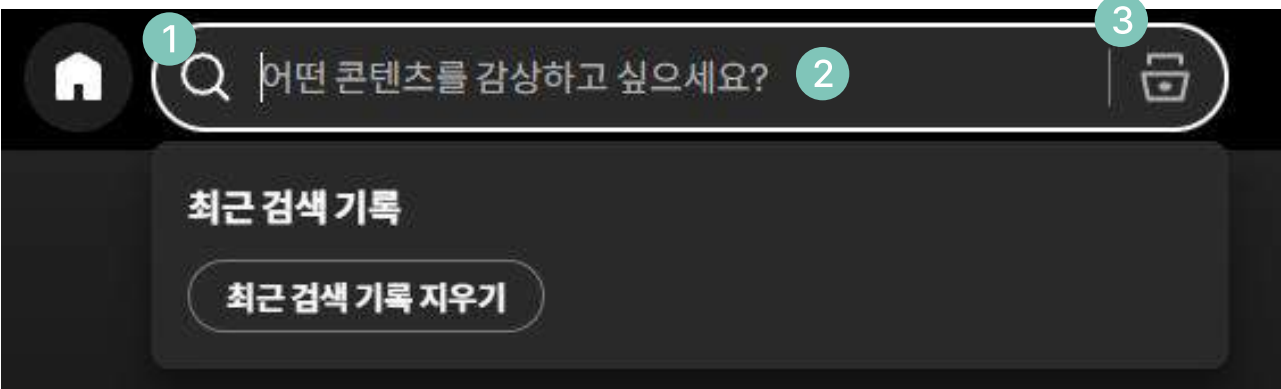 1
어떤 콘텐츠를 감상하고 싶으세요?
2
3
최근 검색 기록
최근 검색 기록 지우기